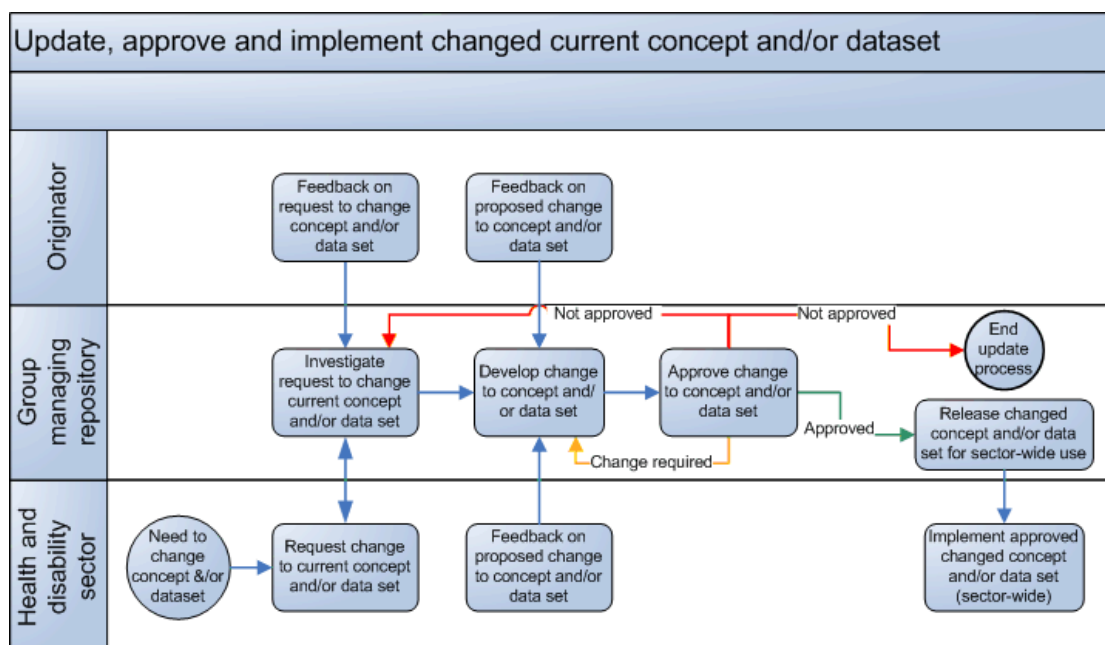 Update, approve and implement changed current concept and/or dataset
Originator
Feedback on
request to change
concept and/or
data set
Feedback on
proposed change
to concept and/or
data set
Group
managing
repository
Not approved
Not approved
End
update
process
Investigate
request to change
current concept
and/or data set
Develop change
to concept and/
or data set
Approve change
to concept and/or
data set
Approved
Release changed
concept and/or data
set for sector-wide use
Change required
Health and
disability
sector
Need to
change
concept &/or
dataset
Request change
to current concept
and/or data set
Feedback on
proposed change
to concept and/or
data set
Implement approved
changed concept
and/or data set
(sector-wide)